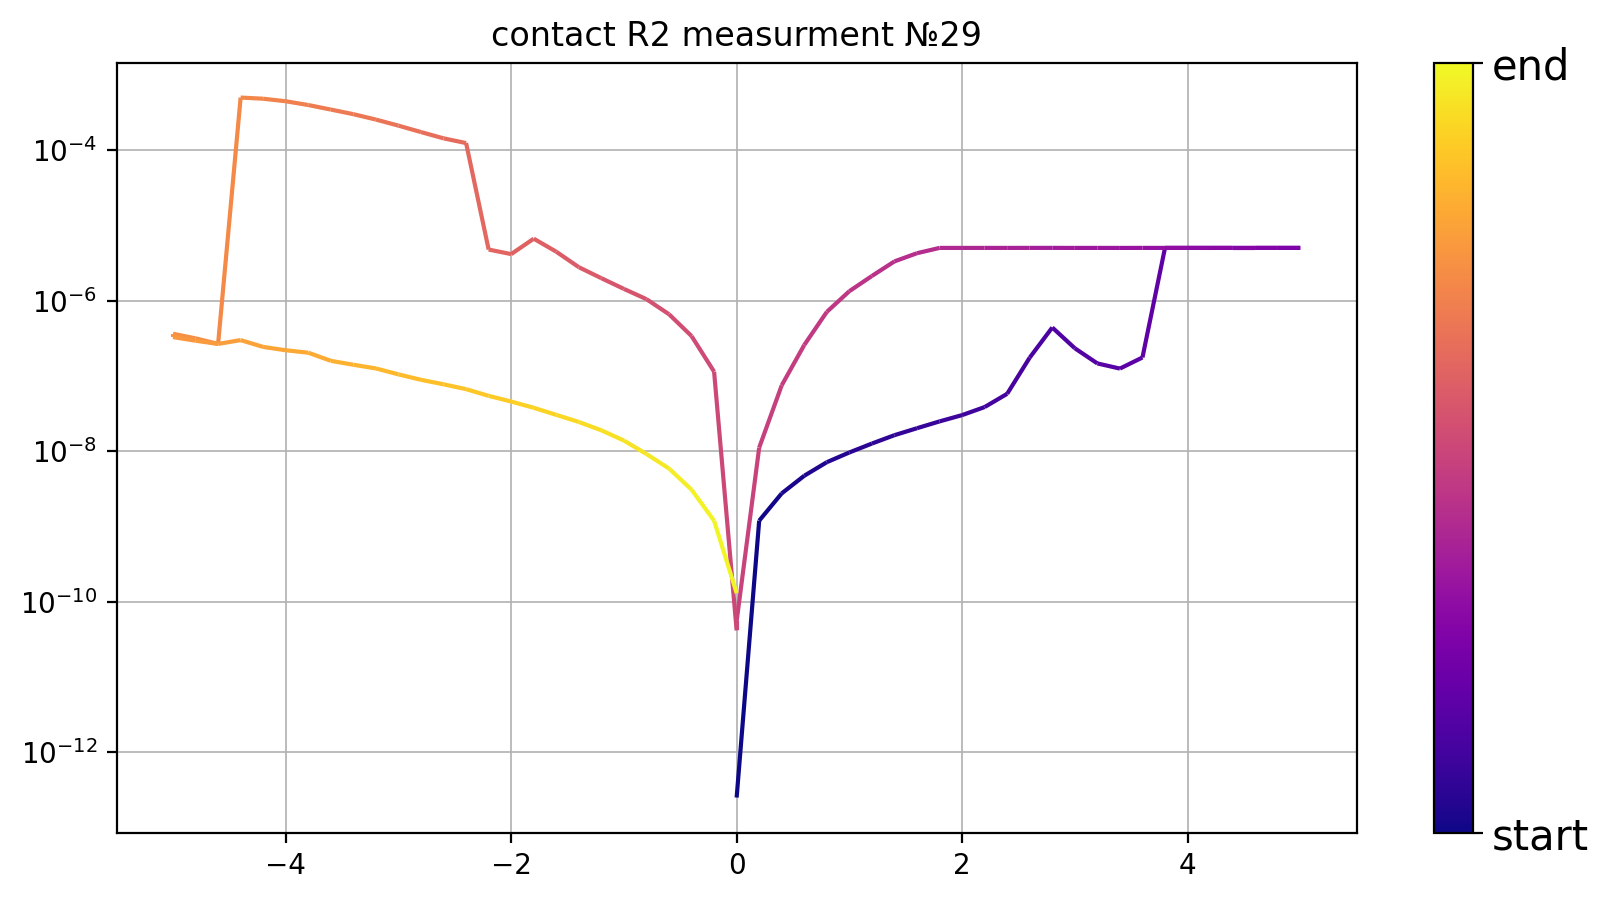 contact R2 measurment №29
10⁻⁴
10⁻⁶
10⁻⁸
10⁻¹⁰
10⁻¹²
−4 −2 0 2 4
end
start